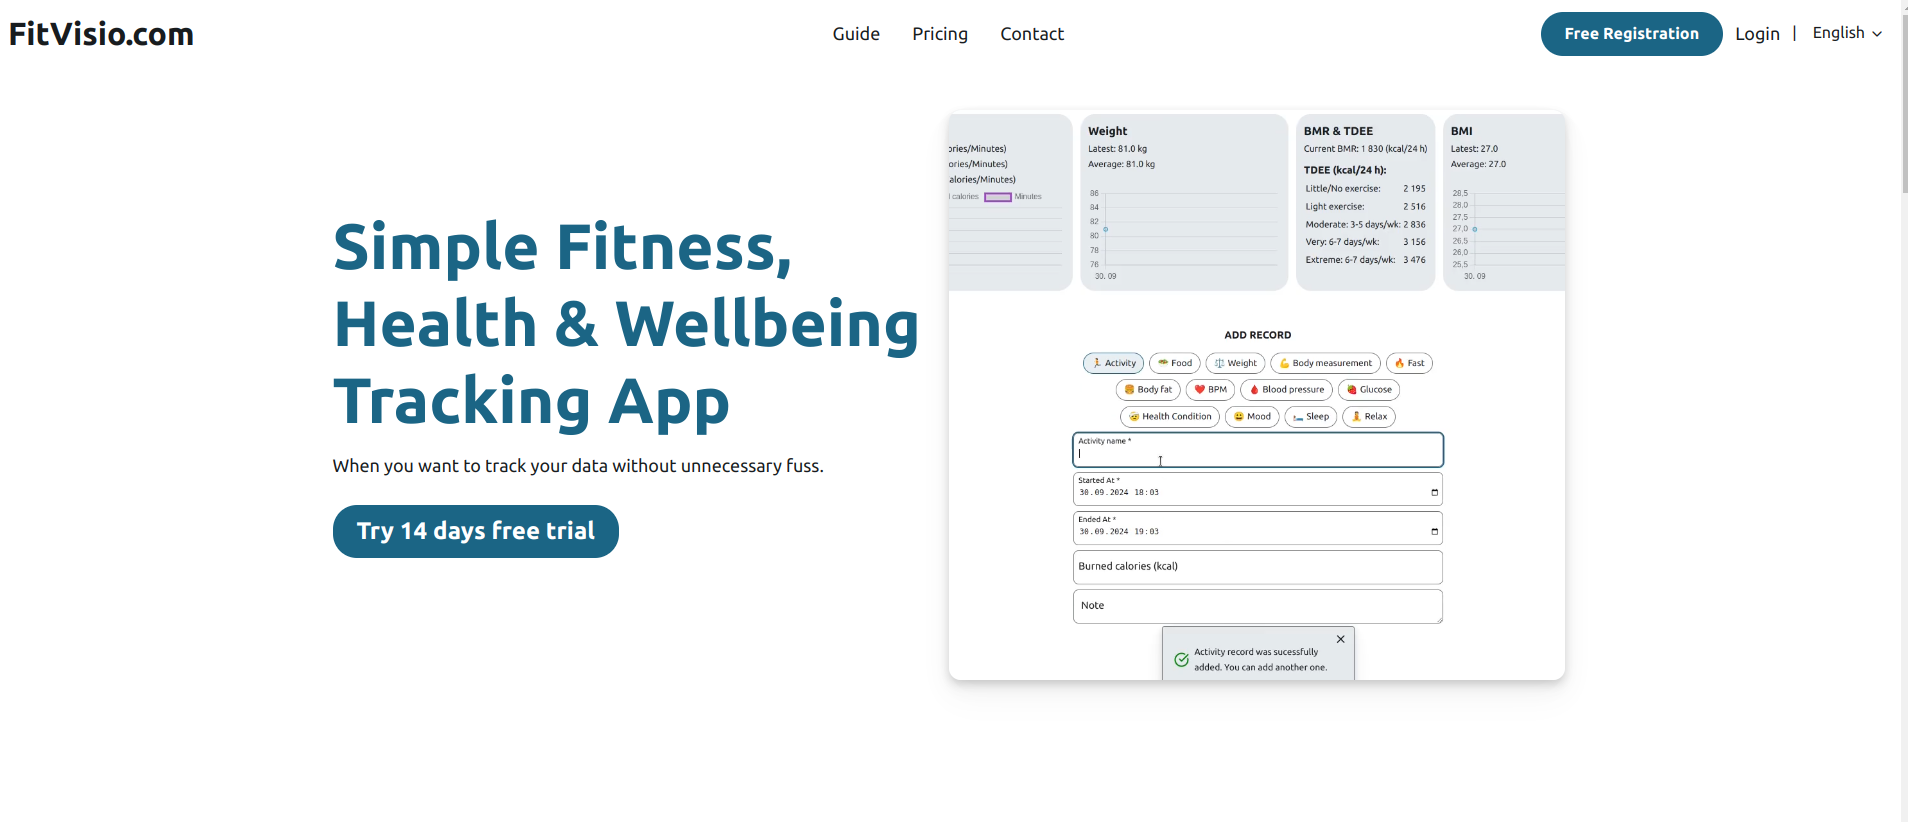 FitVisio.com
Guide Pricing Contact
Free Registration Login | English
Simple Fitness,
Health & Wellbeing
Tracking App
When you want to track your data without unnecessary fuss.
Try 14 days free trial
ories/Minutes)
ories/Minutes)
alories/Minutes)
l calories Minutes
Weight
Latest: 81.0 kg
Average: 81.0 kg
86
84
82
80
78
76
30. 09
BMR & TDEE
Current BMR: 1 830 (kcal/24 h)
TDEE (kcal/24 h):
Little/No exercise: 2 195
Light exercise: 2 516
Moderate: 3-5 days/wk: 2 836
Very: 6-7 days/wk: 3 156
Extreme: 6-7 days/wk: 3 476
BMI
Latest: 27.0
Average: 27.0
28,5
28,0
27,5
27,0
26,5
26,0
25,5
30. 09
ADD RECORD
Activity Food Weight Body measurement Fast
Body fat BPM Blood pressure Glucose
Health Condition Mood Sleep Relax
Activity name *
Started At *
30.09.2024 18:03
Ended At *
30.09.2024 19:03
Burned calories (kcal)
Note
Activity record was sucessfully
added. You can add another one.